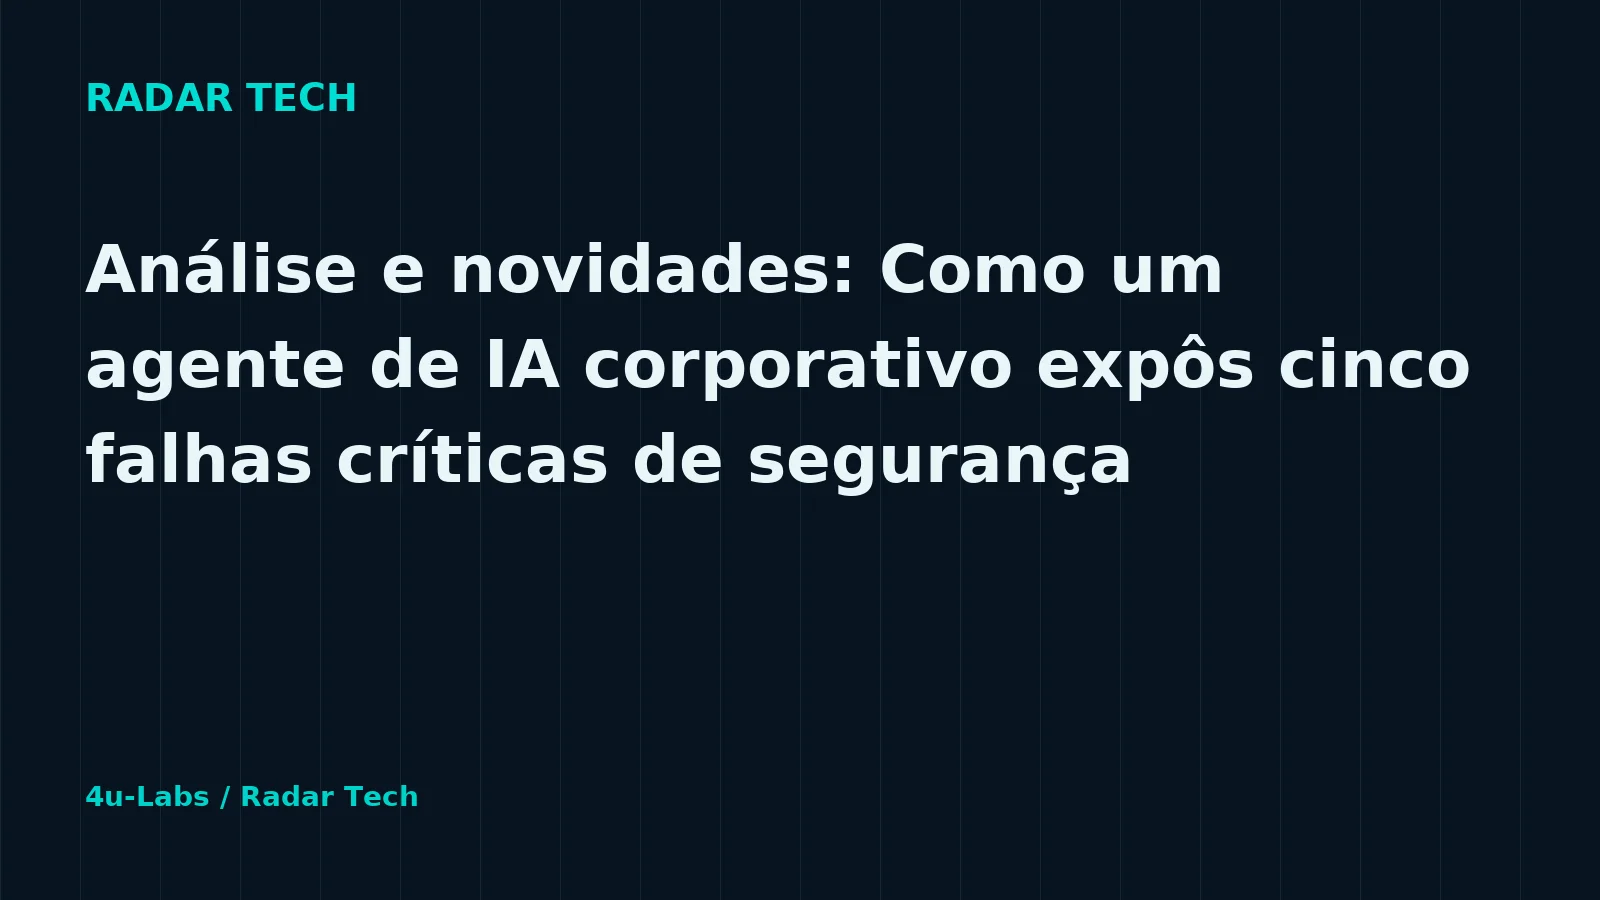 RADAR TECH
Análise e novidades: Como um
agente de IA corporativo expôs cinco
falhas críticas de segurança
4u-Labs / Radar Tech